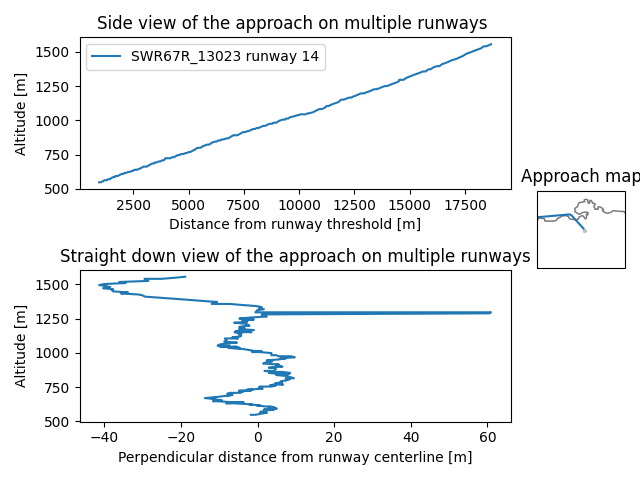 Side view of the approach on multiple runways
Altitude [m]
1500
1250
1000
750
500
SWR67R_13023 runway 14
2500
5000
7500
10000
12500
15000
17500
Distance from runway threshold [m]
Approach map
Straight down view of the approach on multiple runways
Altitude [m]
1500
1250
1000
750
500
−40
−20
0
20
40
60
Perpendicular distance from runway centerline [m]